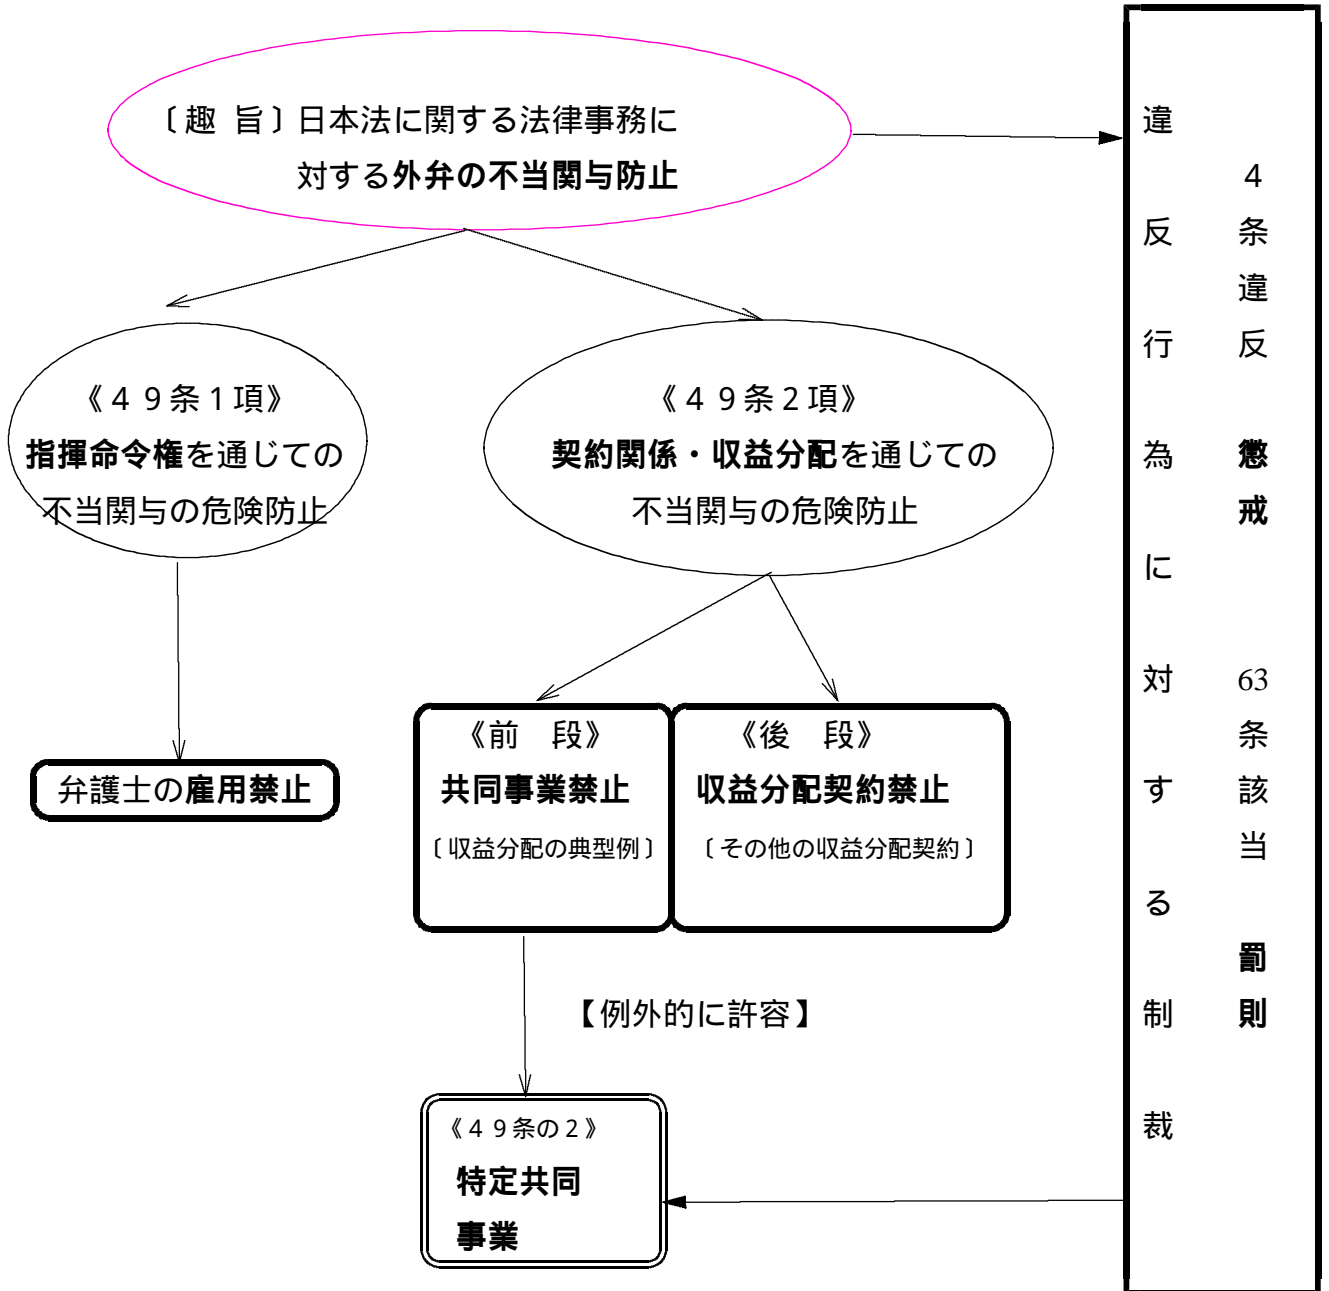 〔趣 旨〕日本法に関する法律事務に
対する外弁の不当関与防止
《４９条１項》
指揮命令権を通じての
不当関与の危険防止
《４９条２項》
契約関係・収益分配を通じての
不当関与の危険防止
弁護士の雇用禁止
《前　段》
共同事業禁止
〔収益分配の典型例〕
《後　段》
収益分配契約禁止
〔その他の収益分配契約〕
【例外的に許容】
《４９条の２》
特定共同
事業
４条違反　懲戒　　63条該当　罰則
違反行為に対する制裁